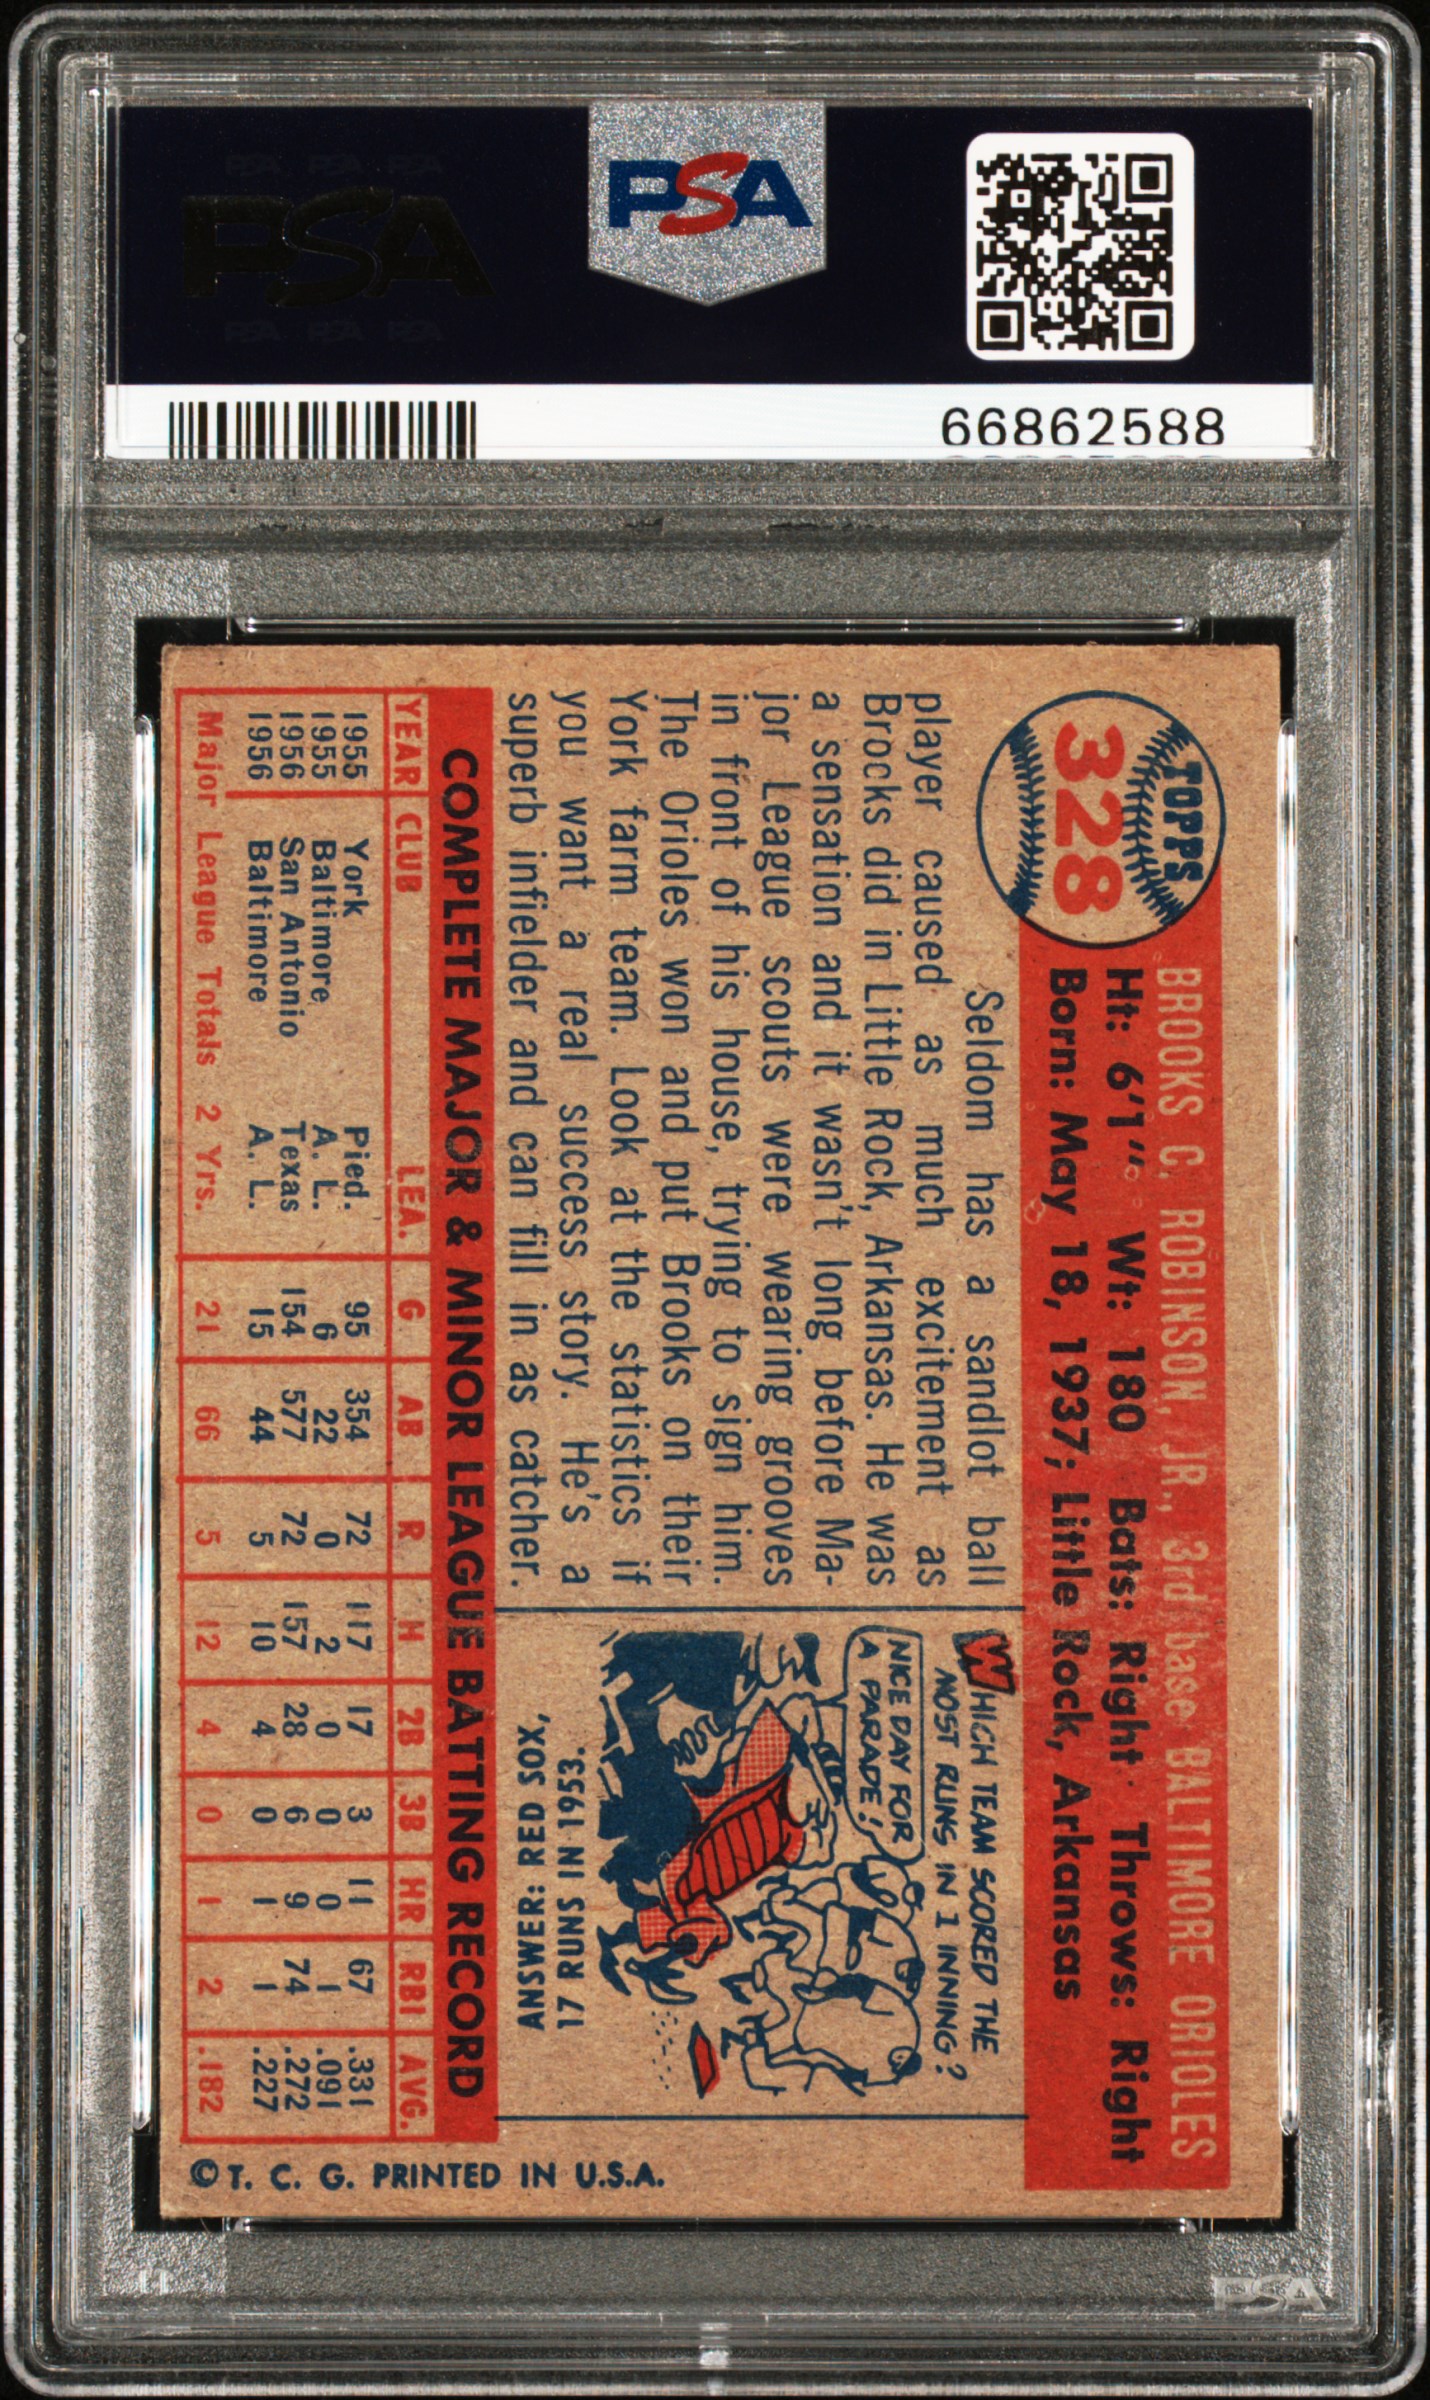 PSA PSA PSA
PSA
PSA PSA PSA
PSA
66862588
TOPPS
328
BROOKS C. ROBINSON, JR., 3rd base BALTIMORE ORIOLES
Ht: 6'1" Wt: 180 Bats: Right Throws: Right
Born: May 18, 1937; Little Rock, Arkansas
Seldom has a sandlot ball
player caused as much excitement as
Brocks did in Little Rock, Arkansas. He was
a sensation and it wasn't long before Ma-
jor League scouts were wearing grooves
in front of his house, trying to sign him.
The Orioles won and put Brooks on their
York farm team. Look at the statistics if
you want a real success story. He's a
superb infielder and can fill in as catcher.
WHICH TEAM SCORED THE
MOST RUNS IN 1 INNING?
NICE DAY FOR
A PARADE!
ANSWER: RED SOX,
17 RUNS IN 1953.
COMPLETE MAJOR & MINOR LEAGUE BATTING RECORD
YEAR CLUB LEA. G AB R H 2B 3B HR RBI AVG.
1955 York Pied. 95 354 72 117 17 3 11 67 .331
1955 Baltimore A. L. 6 22 0 2 0 0 0 1 .091
1956 San Antonio Texas 154 577 72 157 28 6 9 74 .272
1956 Baltimore A. L. 15 44 5 10 4 0 1 1 .227
Major League Totals 2 Yrs. 21 66 5 12 4 0 1 2 .182
© T. C. G. PRINTED IN U.S.A.
PSA